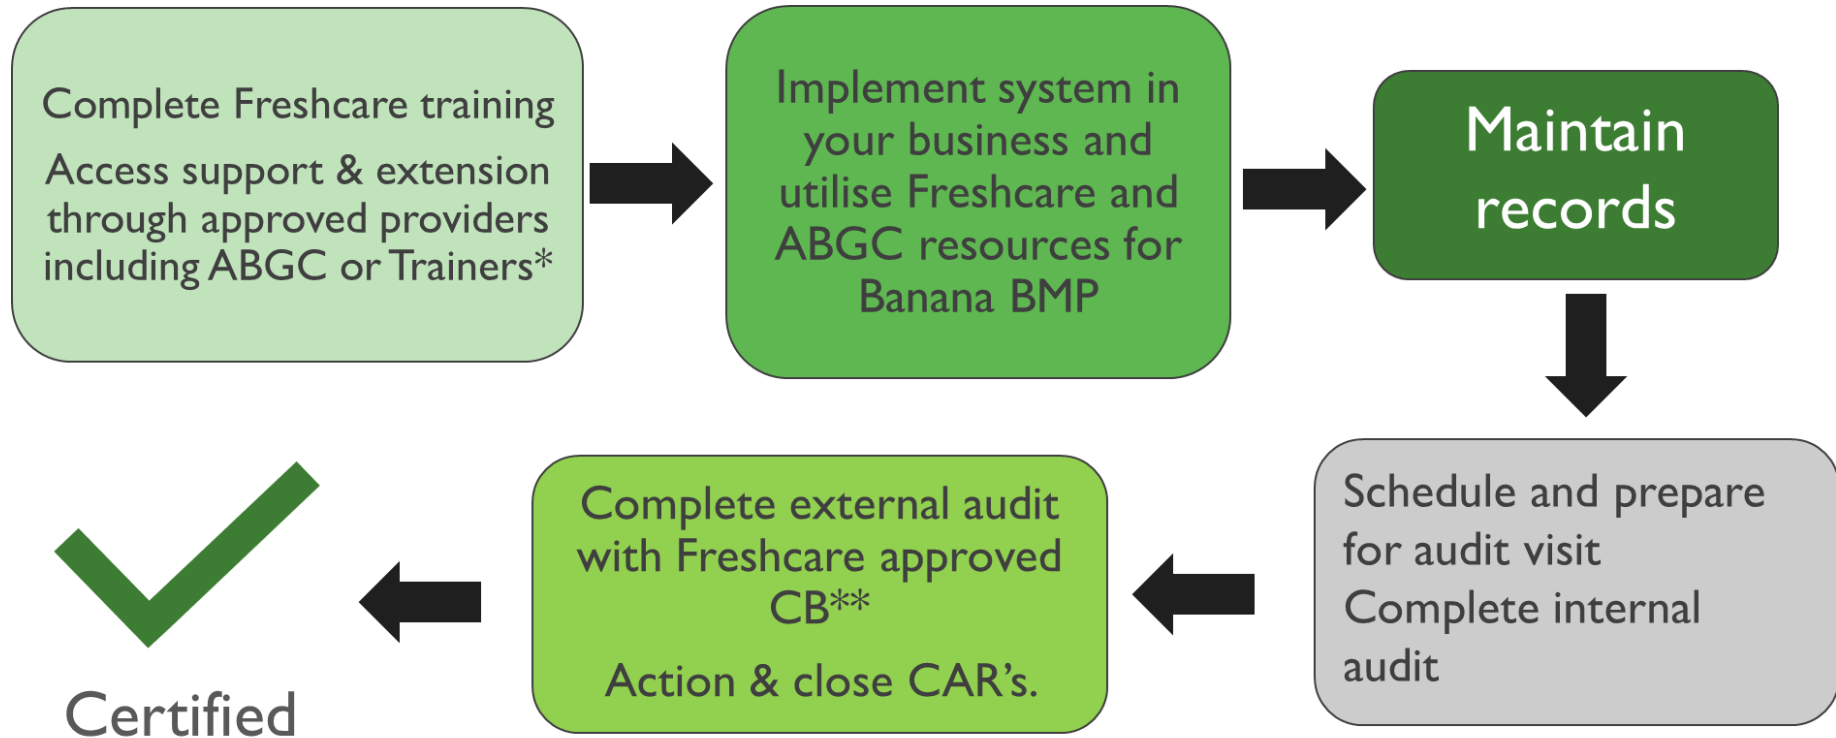 Complete Freshcare training
Access support & extension
through approved providers
including ABGC or Trainers*
Implement system in
your business and
utilise Freshcare and
ABGC resources for
Banana BMP
Maintain
records
Schedule and prepare
for audit visit
Complete internal
audit
Complete external audit
with Freshcare approved
CB**
Action & close CAR’s.
Certified